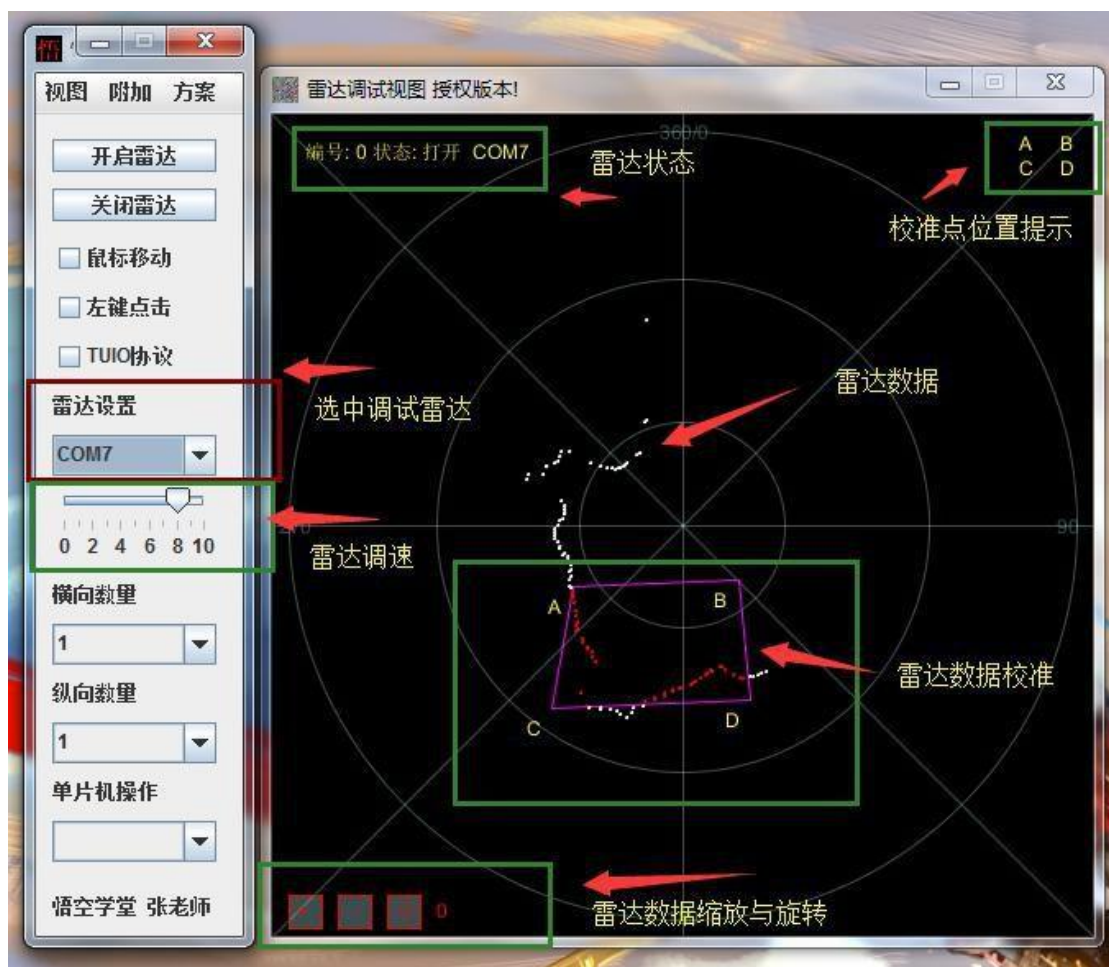 视图 附加 方案
开启雷达
关闭雷达
鼠标移动
左键点击
TUIO协议
雷达设置
COM7
0 2 4 6 8 10
横向数量
1
纵向数量
1
单片机操作
悟空学堂 张老师
雷达调试视图 授权版本!
编号: 0 状态: 打开 COM7
360/0
A B
C D
雷达状态
校准点位置提示
雷达数据
选中调试雷达
270
90
雷达调速
A
B
雷达数据校准
C
D
0
雷达数据缩放与旋转